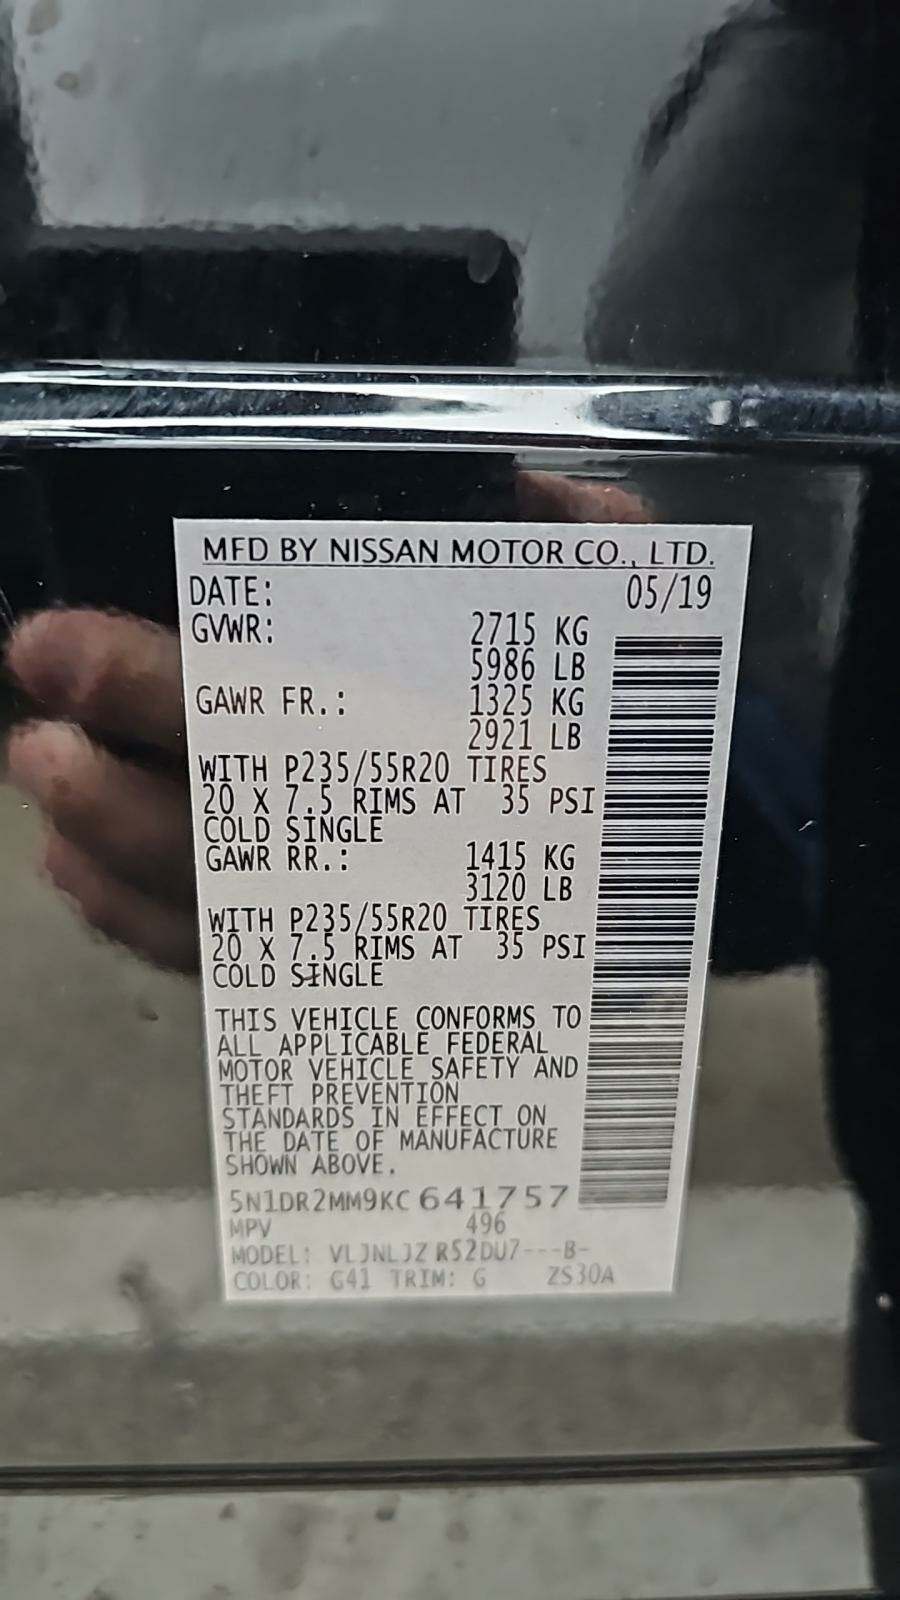 MFD BY NISSAN MOTOR CO., LTD.
DATE: 05/19
GVWR: 2715 KG
5986 LB
GAWR FR.: 1325 KG
2921 LB
WITH P235/55R20 TIRES
20 X 7.5 RIMS AT 35 PSI
COLD SINGLE
GAWR RR.: 1415 KG
3120 LB
WITH P235/55R20 TIRES
20 X 7.5 RIMS AT 35 PSI
COLD SINGLE
THIS VEHICLE CONFORMS TO
ALL APPLICABLE FEDERAL
MOTOR VEHICLE SAFETY AND
THEFT PREVENTION
STANDARDS IN EFFECT ON
THE DATE OF MANUFACTURE
SHOWN ABOVE.
5N1DR2MM9KC641757
MPV 496
MODEL: VLJNLJZ R52DU7---B-
COLOR: G41 TRIM: G ZS30A